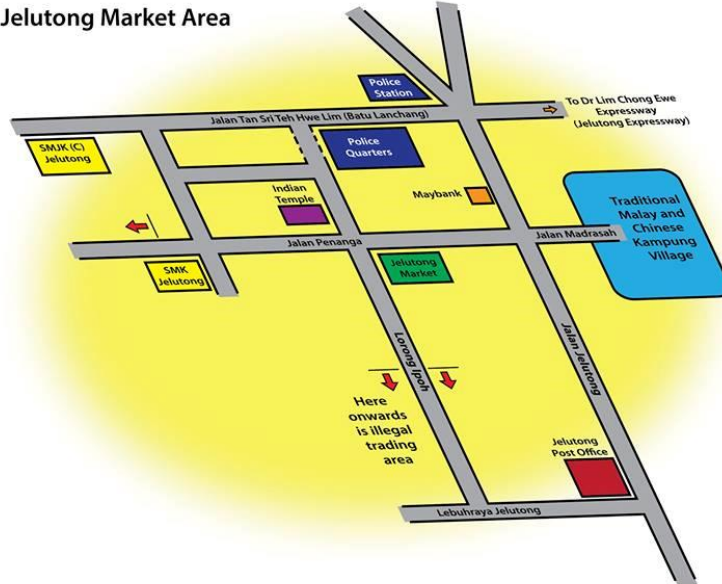 Jelutong Market Area
Police
Station
Jalan Tan Sri Teh Hwe Lim (Batu Lanchang)
To Dr Lim Chong Ewe
Expressway
(Jelutong Expressway)
SMJK (C)
Jelutong
Police
Quarters
Indian
Temple
Maybank
Traditional
Malay and
Chinese
Kampung
Village
Jalan Penanga
Jalan Madrasah
SMK
Jelutong
Jelutong
Market
Lorong Ipoh
Jalan Jelutong
Here
onwards
is illegal
trading
area
Jelutong
Post Office
Lebuhraya Jelutong